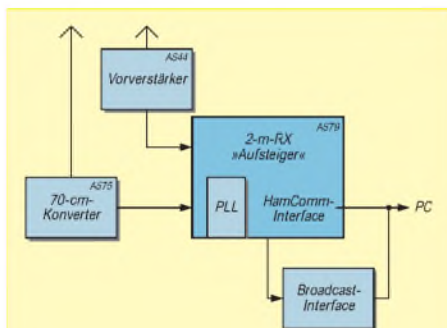 AS44
Vorverstärker
AS79
2-m-RX
»Aufsteiger«
AS75
70-cm-
Konverter
PLL
HamComm-
Interface
PC
Broadcast-
Interface